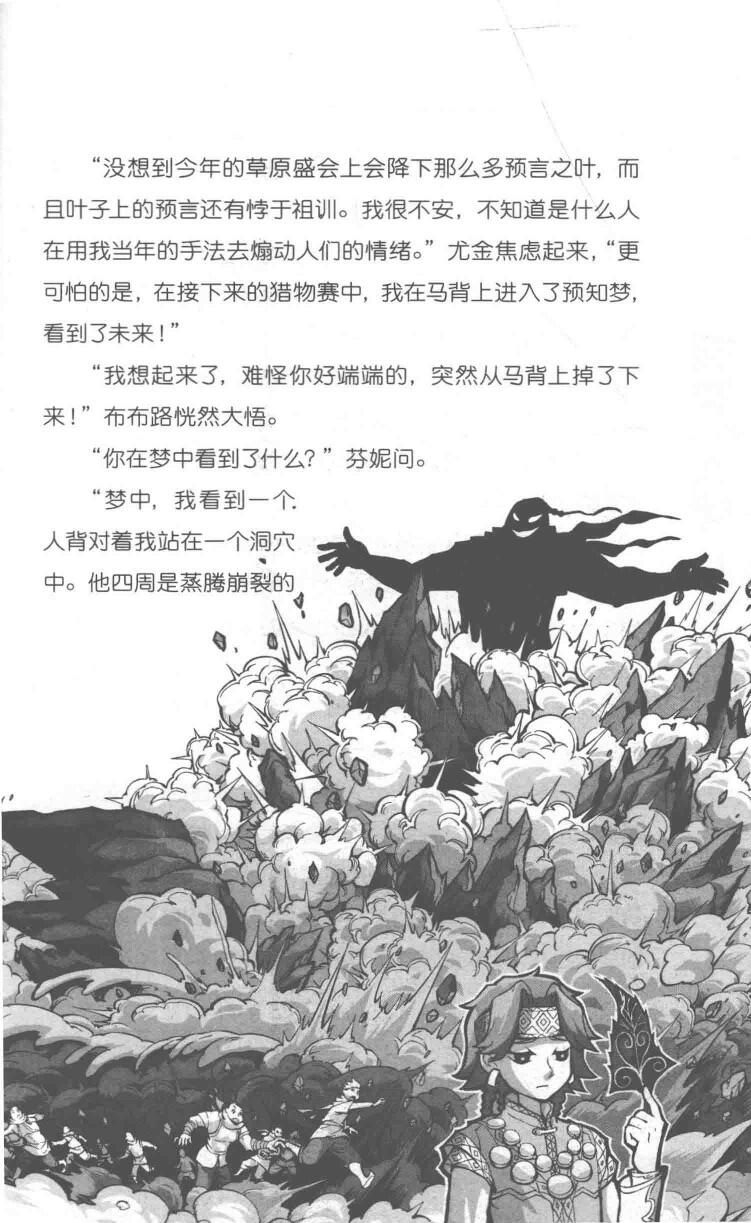 “没想到今年的草原盛会上会降下那么多预言之叶，而
且叶子上的预言还有悖于祖训。我很不安，不知道是什么人
在用我当年的手法去煽动人们的情绪。”尤金焦虑起来，“更
可怕的是，在接下来的猎物赛中，我在马背上进入了预知梦，
看到了未来！”
“我想起来了，难怪你好端端的，突然从马背上掉了下
来！”布布路恍然大悟。
“你在梦中看到了什么？”芬妮问。
“梦中，我看到一个
人背对着我站在一个洞穴
中。他四周是蒸腾崩裂的